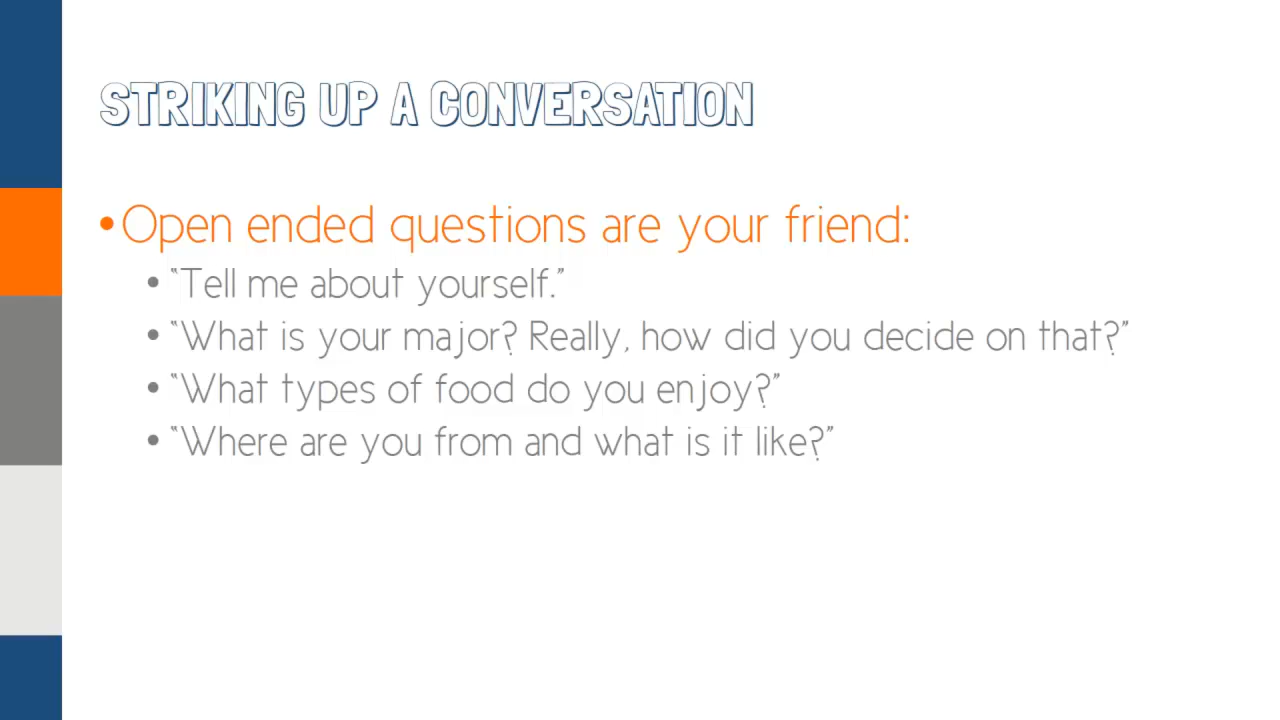 STRIKING UP A CONVERSATION
•Open ended questions are your friend:
• “Tell me about yourself.”
• “What is your major? Really, how did you decide on that?”
• “What types of food do you enjoy?”
• “Where are you from and what is it like?”